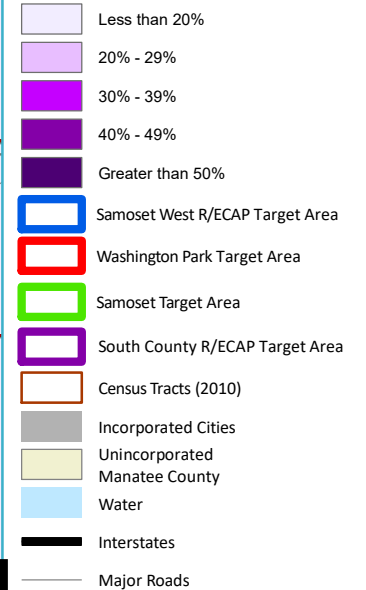 Less than 20%
20% - 29%
30% - 39%
40% - 49%
Greater than 50%
Samoset West R/ECAP Target Area
Washington Park Target Area
Samoset Target Area
South County R/ECAP Target Area
Census Tracts (2010)
Incorporated Cities
Unincorporated
Manatee County
Water
Interstates
Major Roads